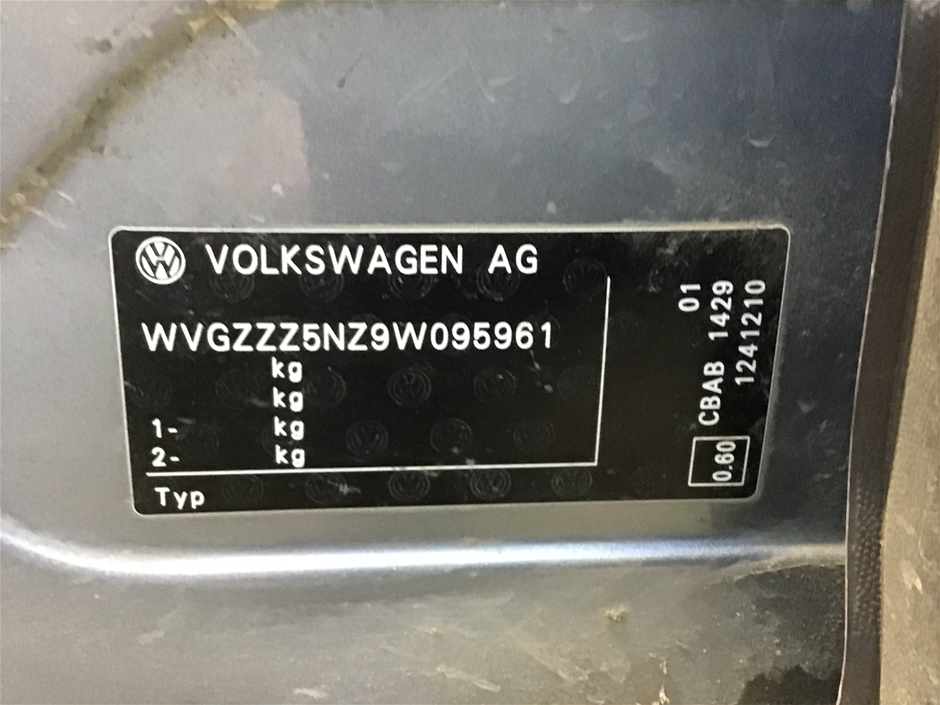 VOLKSWAGEN AG
WVGZZZ5NZ9W095961
kg
kg
1- kg
2- kg
Typ
01
CBAB 1429
1241210
0.60